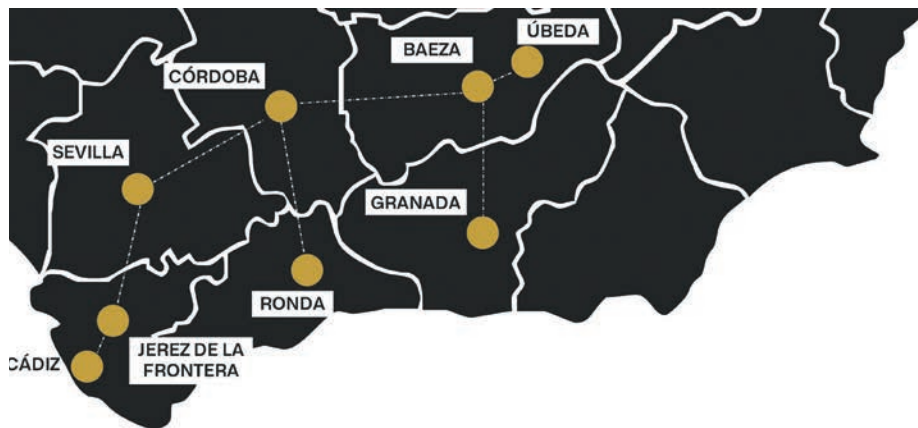 ÚBEDA
BAEZA
CÓRDOBA
SEVILLA
GRANADA
RONDA
JEREZ DE LA
FRONTERA
CÁDIZ